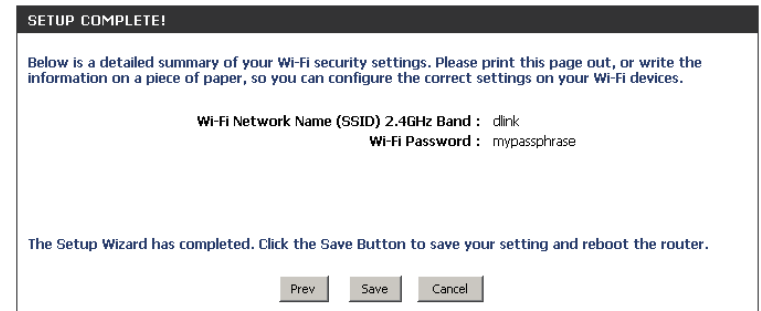 SETUP COMPLETE!
Below is a detailed summary of your Wi-Fi security settings. Please print this page out, or write the
information on a piece of paper, so you can configure the correct settings on your Wi-Fi devices.
Wi-Fi Network Name (SSID) 2.4GHz Band : dlink
Wi-Fi Password : mypassphrase
The Setup Wizard has completed. Click the Save Button to save your setting and reboot the router.
Prev Save Cancel